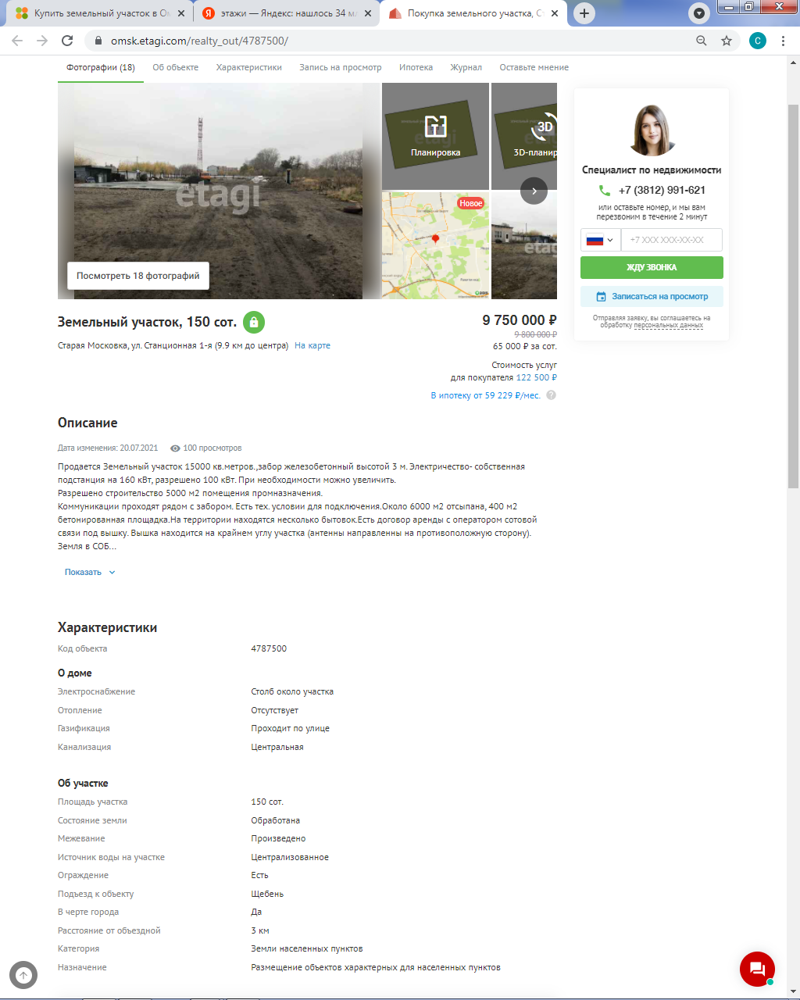 Купить земельный участок в Ом
этажи — Яндекс: нашлось 34 мл
Покупка земельного участка, Ст
omsk.etagi.com/realty_out/4787500/
С
Фотографии (18)
Об объекте
Характеристики
Запись на просмотр
Ипотека
Журнал
Оставьте мнение
etagi
Посмотреть 18 фотографий
Планировка
3D
3D-планир
Новое
etagi
Специалист по недвижимости
+7 (3812) 991-621
или оставьте номер, и мы вам
перезвоним в течение 2 минут
+7 XXX XXX-XX-XX
ЖДУ ЗВОНКА
Записаться на просмотр
Отправляя заявку, вы соглашаетесь на
обработку персональных данных
Земельный участок, 150 сот.
9 750 000 ₽
9 800 000 ₽
Старая Московка, ул. Станционная 1-я (9.9 км до центра) На карте
65 000 ₽ за сот.
Стоимость услуг
для покупателя 122 500 ₽
В ипотеку от 59 229 ₽/мес. ?
Описание
Дата изменения: 20.07.2021 100 просмотров
Продается Земельный участок 15000 кв.метров.,забор железобетонный высотой 3 м. Электричество- собственная
подстанция на 160 кВт, разрешено 100 кВт. При необходимости можно увеличить.
Разрешено строительство 5000 м2 помещения промназначения.
Коммуникации проходят рядом с забором. Есть тех. условии для подключения.Около 6000 м2 отсыпана, 400 м2
бетонированная площадка.На территории находятся несколько бытовок.Есть договор аренды с оператором сотовой
связи под вышку. Вышка находится на крайнем углу участка (антенны направленны на противоположную сторону).
Земля в СОБ...
Показать
Характеристики
Код объекта 4787500
О доме
Электроснабжение Столб около участка
Отопление Отсутствует
Газификация Проходит по улице
Канализация Центральная
Об участке
Площадь участка 150 сот.
Состояние земли Обработана
Межевание Произведено
Источник воды на участке Централизованное
Ограждение Есть
Подъезд к объекту Щебень
В черте города Да
Расстояние от объездной 3 км
Категория Земли населенных пунктов
Назначение Размещение объектов характерных для населенных пунктов